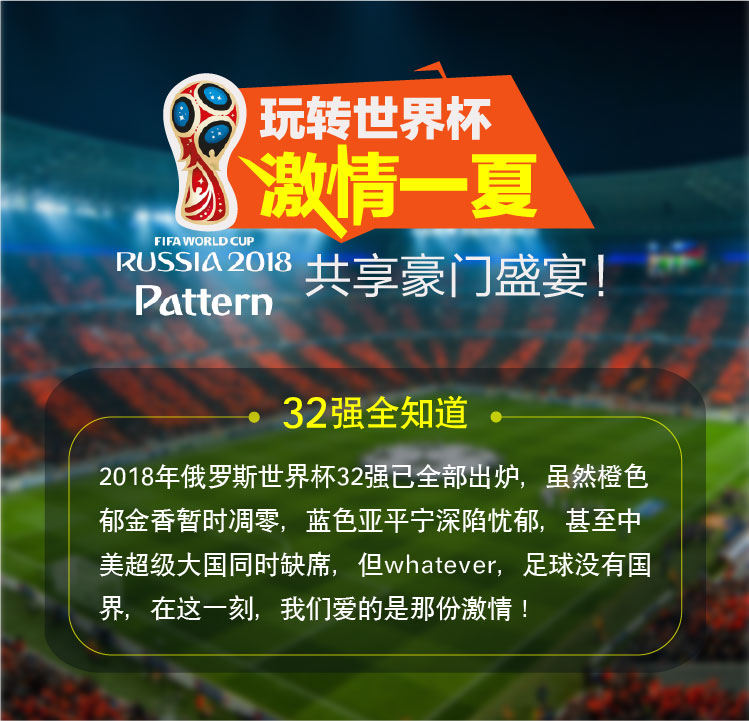 玩转世界杯
激情一夏
FIFA WORLD CUP
RUSSIA 2018
Pattern
共享豪门盛宴！
32强全知道
2018年俄罗斯世界杯32强已全部出炉，虽然橙色
郁金香暂时凋零，蓝色亚平宁深陷忧郁，甚至中
美超级大国同时缺席，但whatever，足球没有国
界，在这一刻，我们爱的是那份激情！